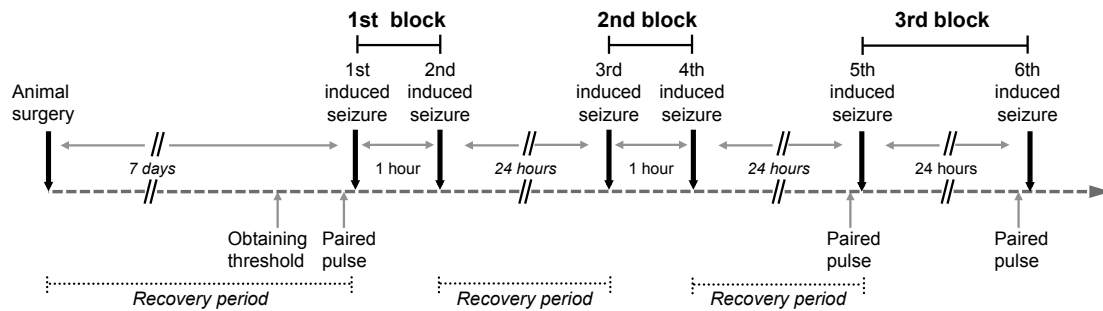 1st block
2nd block
3rd block
Animal
surgery
1st
induced
seizure
2nd
induced
seizure
3rd
induced
seizure
4th
induced
seizure
5th
induced
seizure
6th
induced
seizure
7 days
1 hour
24 hours
1 hour
24 hours
24 hours
Obtaining
threshold
Paired
pulse
Paired
pulse
Paired
pulse
Recovery period
Recovery period
Recovery period